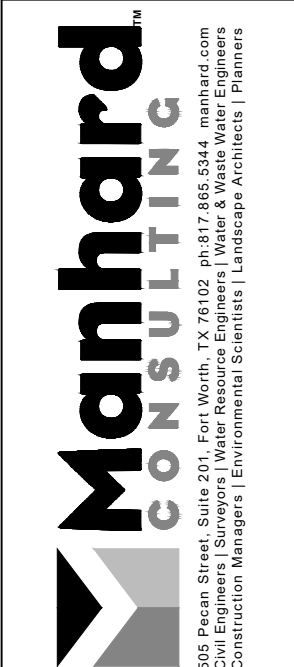 Manhard™
CONSULTING
505 Pecan Street, Suite 201, Fort Worth, TX 76102 ph:817.865.5344 manhard.com
Civil Engineers | Surveyors | Water Resource Engineers | Water & Waste Water Engineers
Construction Managers | Environmental Scientists | Landscape Architects | Planners